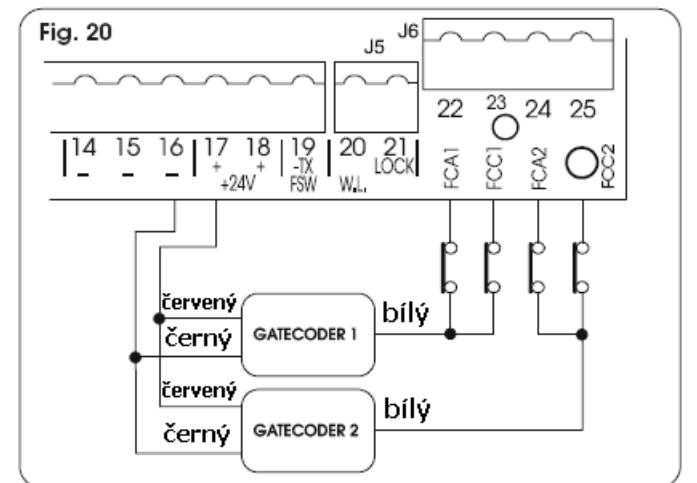 Fig. 20
J5
J6
14 15 16 17 18 19 20 21 22 23 24 25
- - - + + -TX LOCK
+24V FSW W.L.
FCA1 FCC1 FCA2 FCC2
červený
černý
GATECODER 1
bílý
červený
černý
GATECODER 2
bílý